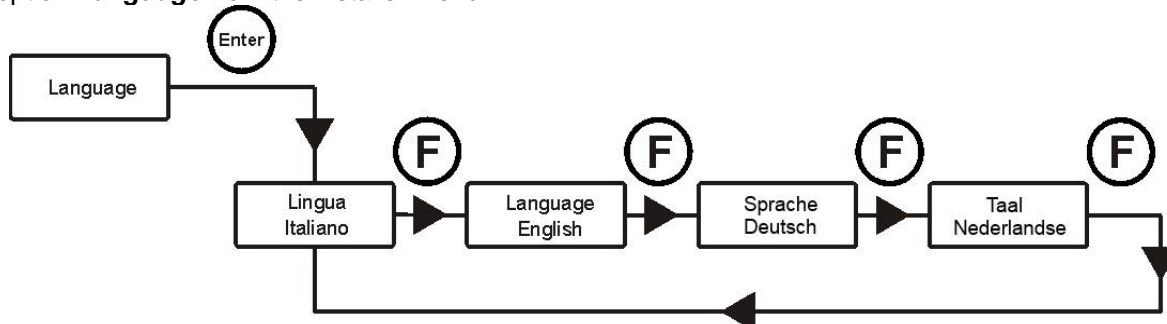 Enter
Language
F
F
F
F
Lingua
Italiano
Language
English
Sprache
Deutsch
Taal
Nederlandse